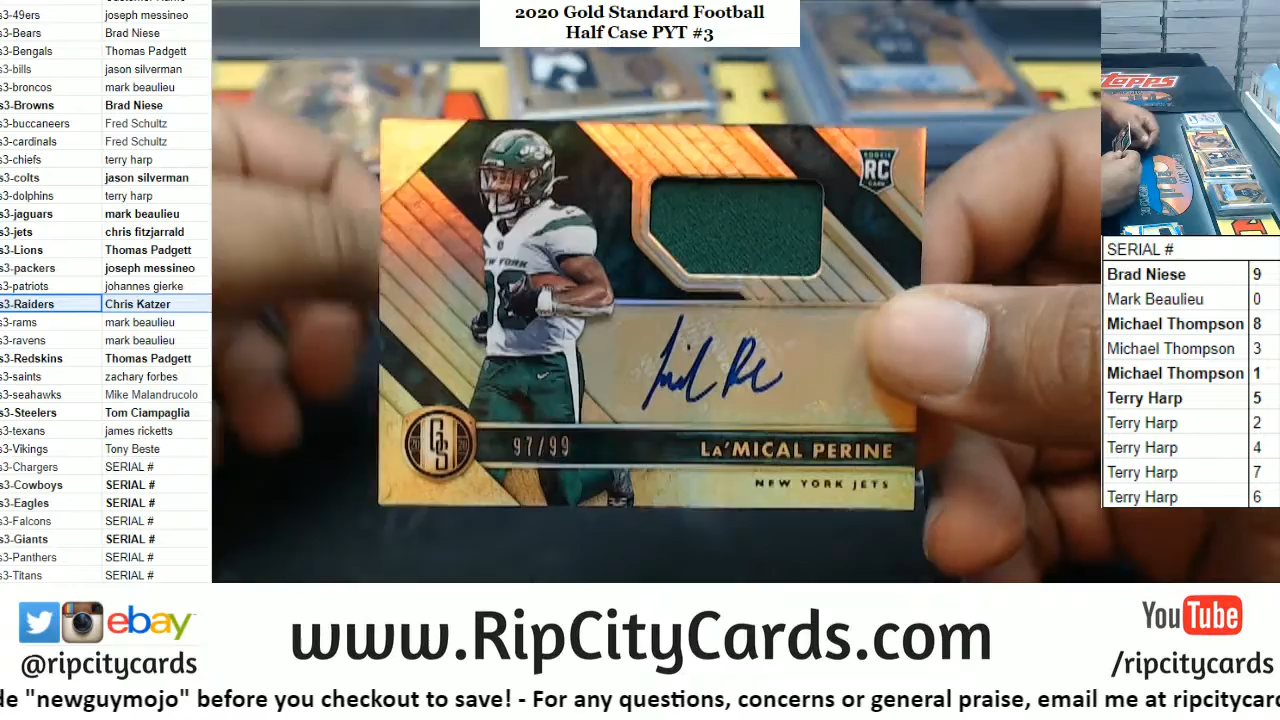 2020 Gold Standard Football
Half Case PYT #3
s3-49ers joseph messineo
s3-Bears Brad Niese
s3-Bengals Thomas Padgett
s3-bills jason silverman
s3-broncos mark beaulieu
s3-Browns Brad Niese
s3-buccaneers Fred Schultz
s3-cardinals Fred Schultz
s3-chiefs terry harp
s3-colts jason silverman
s3-dolphins terry harp
s3-jaguars mark beaulieu
s3-jets chris fitzjarrald
s3-Lions Thomas Padgett
s3-packers joseph messineo
s3-patriots johannes gierke
s3-Raiders Chris Katzer
s3-rams mark beaulieu
s3-ravens mark beaulieu
s3-Redskins Thomas Padgett
s3-saints zachary forbes
s3-seahawks Mike Malandrucolo
s3-Steelers Tom Ciampaglia
s3-texans james ricketts
s3-Vikings Tony Beste
s3-Chargers SERIAL #
s3-Cowboys SERIAL #
s3-Eagles SERIAL #
s3-Falcons SERIAL #
s3-Giants SERIAL #
s3-Panthers SERIAL #
s3-Titans SERIAL #
JETS
ROOKIE
RC
CARD
NEW YORK
GS
97/99
LA'MICAL PERINE
NEW YORK JETS
TOPPS
SERIAL #
Brad Niese 9
Mark Beaulieu 0
Michael Thompson 8
Michael Thompson 3
Michael Thompson 1
Terry Harp 5
Terry Harp 2
Terry Harp 4
Terry Harp 7
Terry Harp 6
ebay
@ripcitycards
www.RipCityCards.com
YouTube
/ripcitycards
de "newguymojo" before you checkout to save! - For any questions, concerns or general praise, email me at ripcitycard